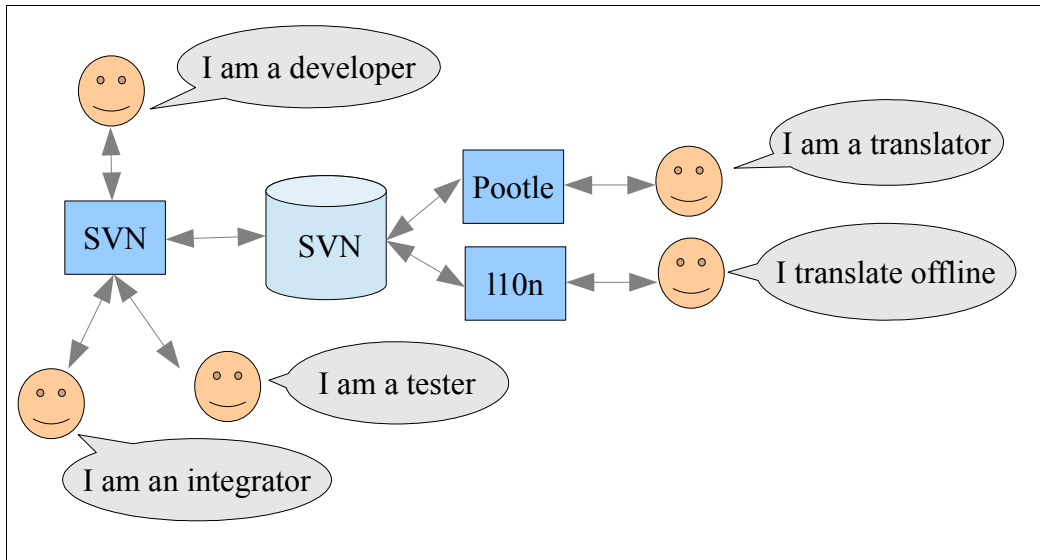 I am a developer
I am a translator
Pootle
SVN
SVN
l10n
I translate offline
I am a tester
I am an integrator